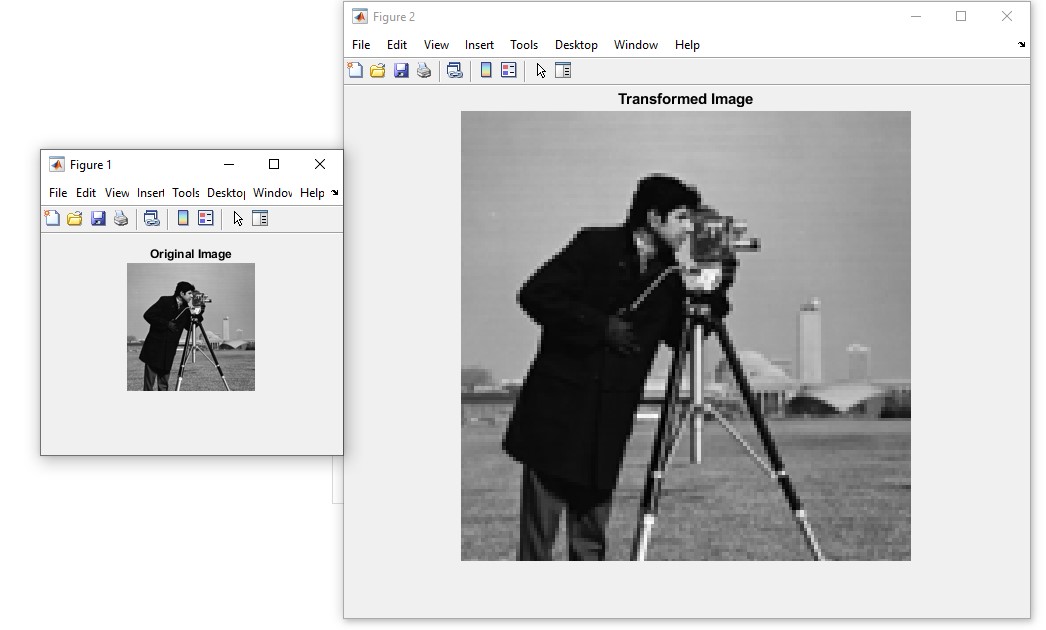 Figure 2
File Edit View Insert Tools Desktop Window Help
Transformed Image
Figure 1
File Edit View Insert Tools Desktop Window Help
Original Image